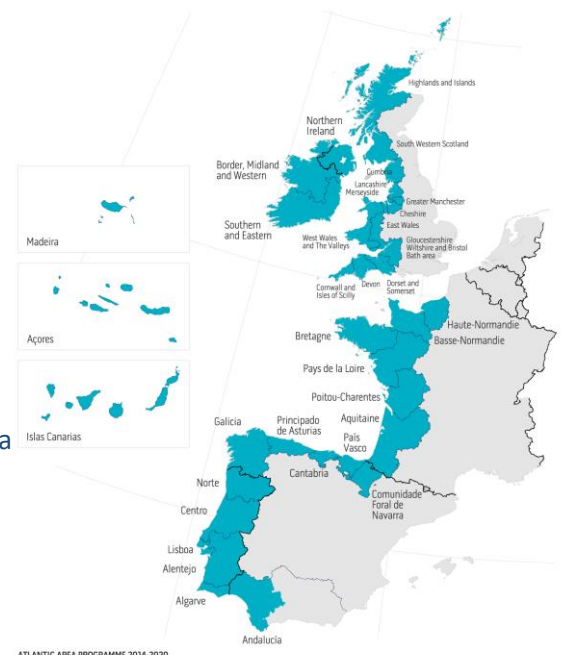 Highlands and Islands
Northern
Ireland
South Western Scotland
Border, Midland
and Western
Cumbria
Lancashire
Merseyside
Greater Manchester
Cheshire
East Wales
Southern
and Eastern
West Wales
and The Valleys
Gloucestershire
Wiltshire and Bristol
Bath area
Madeira
Cornwall and
Isles of Scilly
Devon
Dorset and
Somerset
Haute-Normandie
Basse-Normandie
Bretagne
Açores
Pays de la Loire
Poitou-Charentes
Aquitaine
Galicia
Principado
de Asturias
País
Vasco
Islas Canarias
a
Cantabria
Norte
Comunidade
Foral de
Navarra
Centro
Lisboa
Alentejo
Algarve
Andalucia
ATLANTIC AREA PROGRAMME 2014-2020